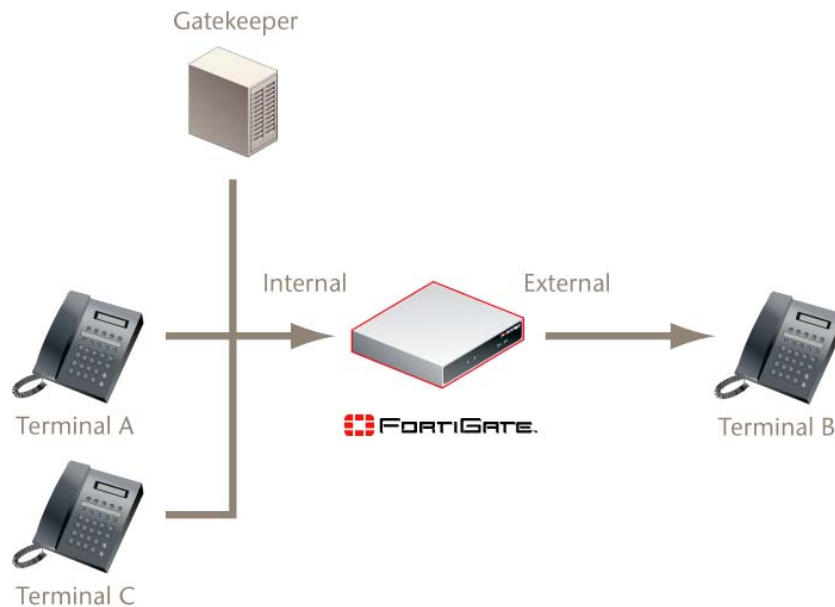 Gatekeeper
Internal
External
Terminal A
FORTIGATE
Terminal B
Terminal C